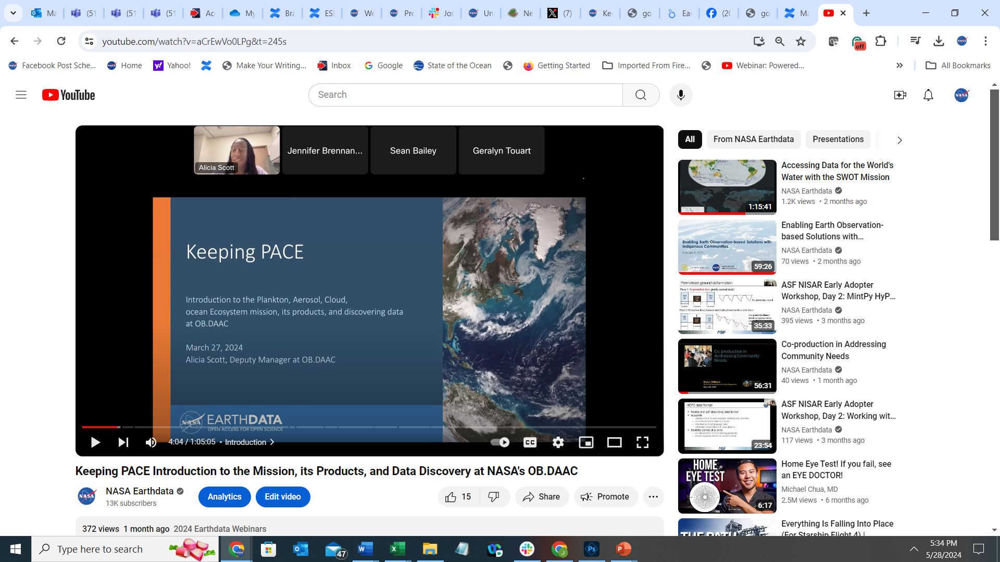 Ma
(51
(51
(51
Acc
My
Bra
ESD
We
Pre
Jos
Un
Ne
(7)
Ke
go
Ear
(20
go
Ma
youtube.com/watch?v=aCrEwVo0LPg&t=245s
off
Facebook Post Sche...
Home
Yahoo!
Make Your Writing...
Inbox
Google
State of the Ocean
Getting Started
Imported From Fire...
Webinar: Powered...
All Bookmarks
YouTube
Search
Alicia Scott
Jennifer Brennan...
Sean Bailey
Geralyn Touart
Keeping PACE
Introduction to the Plankton, Aerosol, Cloud,
ocean Ecosystem mission, its products, and discovering data
at OB.DAAC
March 27, 2024
Alicia Scott, Deputy Manager at OB.DAAC
NASA EARTHDATA
OPEN ACCESS FOR OPEN SCIENCE
4:04 / 1:05:05 • Introduction
CC
Keeping PACE Introduction to the Mission, its Products, and Data Discovery at NASA's OB.DAAC
NASA Earthdata
13K subscribers
Analytics
Edit video
15
Share
Promote
372 views 1 month ago 2024 Earthdata Webinars
All
From NASA Earthdata
Presentations
1:15:41
Accessing Data for the World's
Water with the SWOT Mission
NASA Earthdata
1.2K views • 2 months ago
Enabling Earth Observation-based Solutions with
Indigenous Communities
59:26
Enabling Earth Observation-
based Solutions with...
NASA Earthdata
70 views • 2 months ago
Permafrost ground deformation
ASF
35:33
ASF NISAR Early Adopter
Workshop, Day 2: MintPy HyP...
NASA Earthdata
395 views • 3 months ago
Co-production in
Addressing Community
Needs
56:31
Co-production in Addressing
Community Needs
NASA Earthdata
40 views • 1 month ago
HDF5 data format
ASF
23:54
ASF NISAR Early Adopter
Workshop, Day 2: Working wit...
NASA Earthdata
117 views • 3 months ago
HOME
EYE TEST
6:17
Home Eye Test! If you fail, see
an EYE DOCTOR!
Michael Chua, MD
2.5M views • 6 months ago
THE PATH
Everything Is Falling Into Place
(For Starship Flight 4) |
Type here to search
47
5:34 PM
5/28/2024